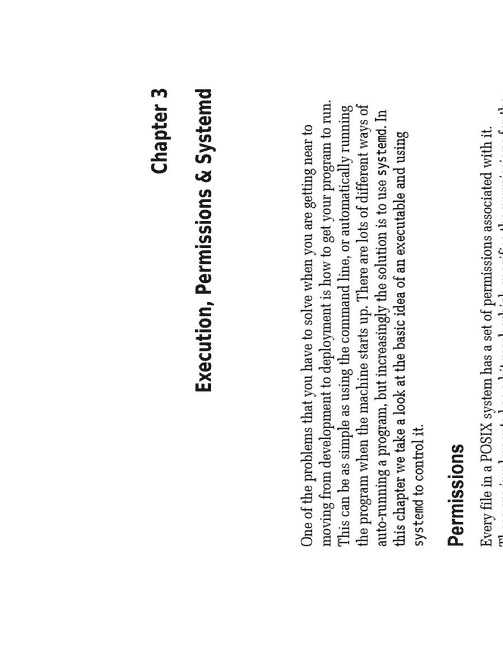 Chapter 3
Execution, Permissions & Systemd
One of the problems that you have to solve when you are getting near to
moving from development to deployment is how to get your program to run.
This can be as simple as using the command line, or automatically running
the program when the machine starts up. There are lots of different ways of
auto-running a program, but increasingly the solution is to use systemd. In
this chapter we take a look at the basic idea of an executable and using
systemd to control it.
Permissions
Every file in a POSIX system has a set of permissions associated with it.